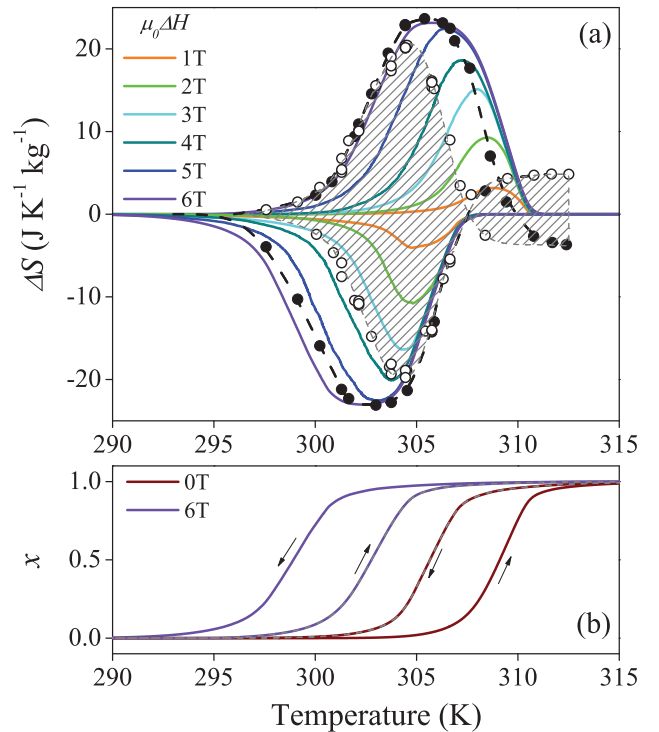 μ₀ΔH
(a)
1T
2T
3T
4T
5T
6T
20
10
0
-10
-20
ΔS (J K⁻¹ kg⁻¹)
290 295 300 305 310 315
0T
6T
1.0
0.5
0.0
x
(b)
290 295 300 305 310 315
Temperature (K)